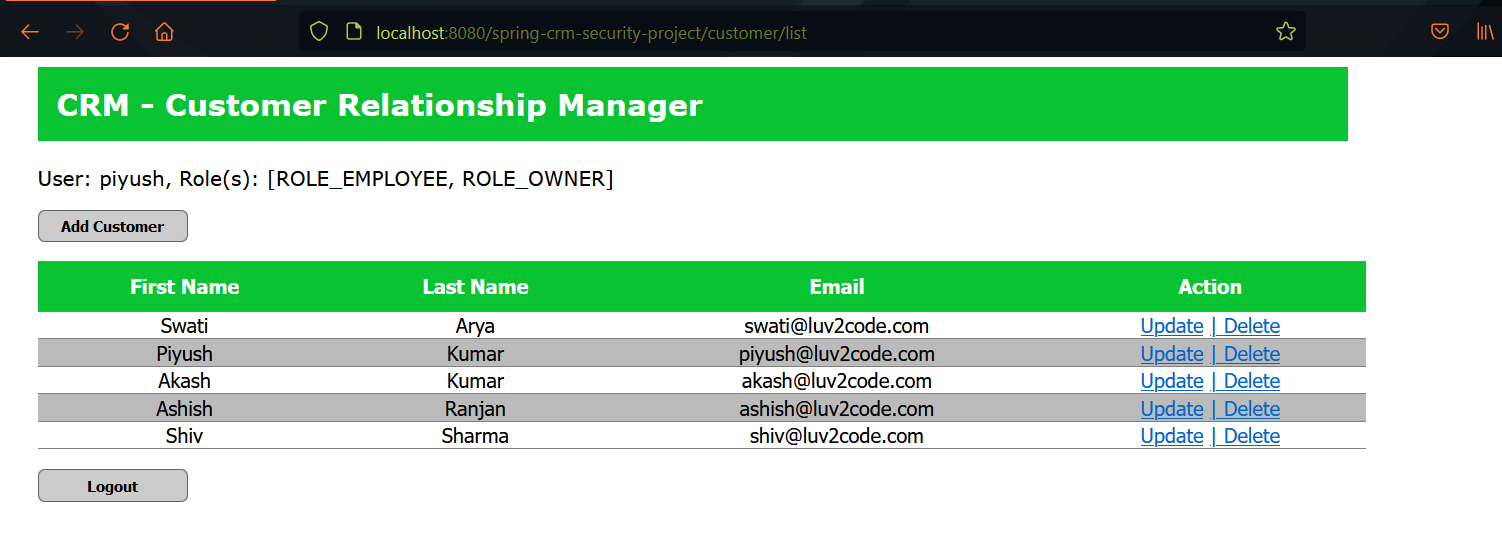 localhost:8080/spring-crm-security-project/customer/list
CRM - Customer Relationship Manager
User: piyush, Role(s): [ROLE_EMPLOYEE, ROLE_OWNER]
Add Customer
First Name Last Name Email Action
Swati Arya swati@luv2code.com Update | Delete
Piyush Kumar piyush@luv2code.com Update | Delete
Akash Kumar akash@luv2code.com Update | Delete
Ashish Ranjan ashish@luv2code.com Update | Delete
Shiv Sharma shiv@luv2code.com Update | Delete
Logout